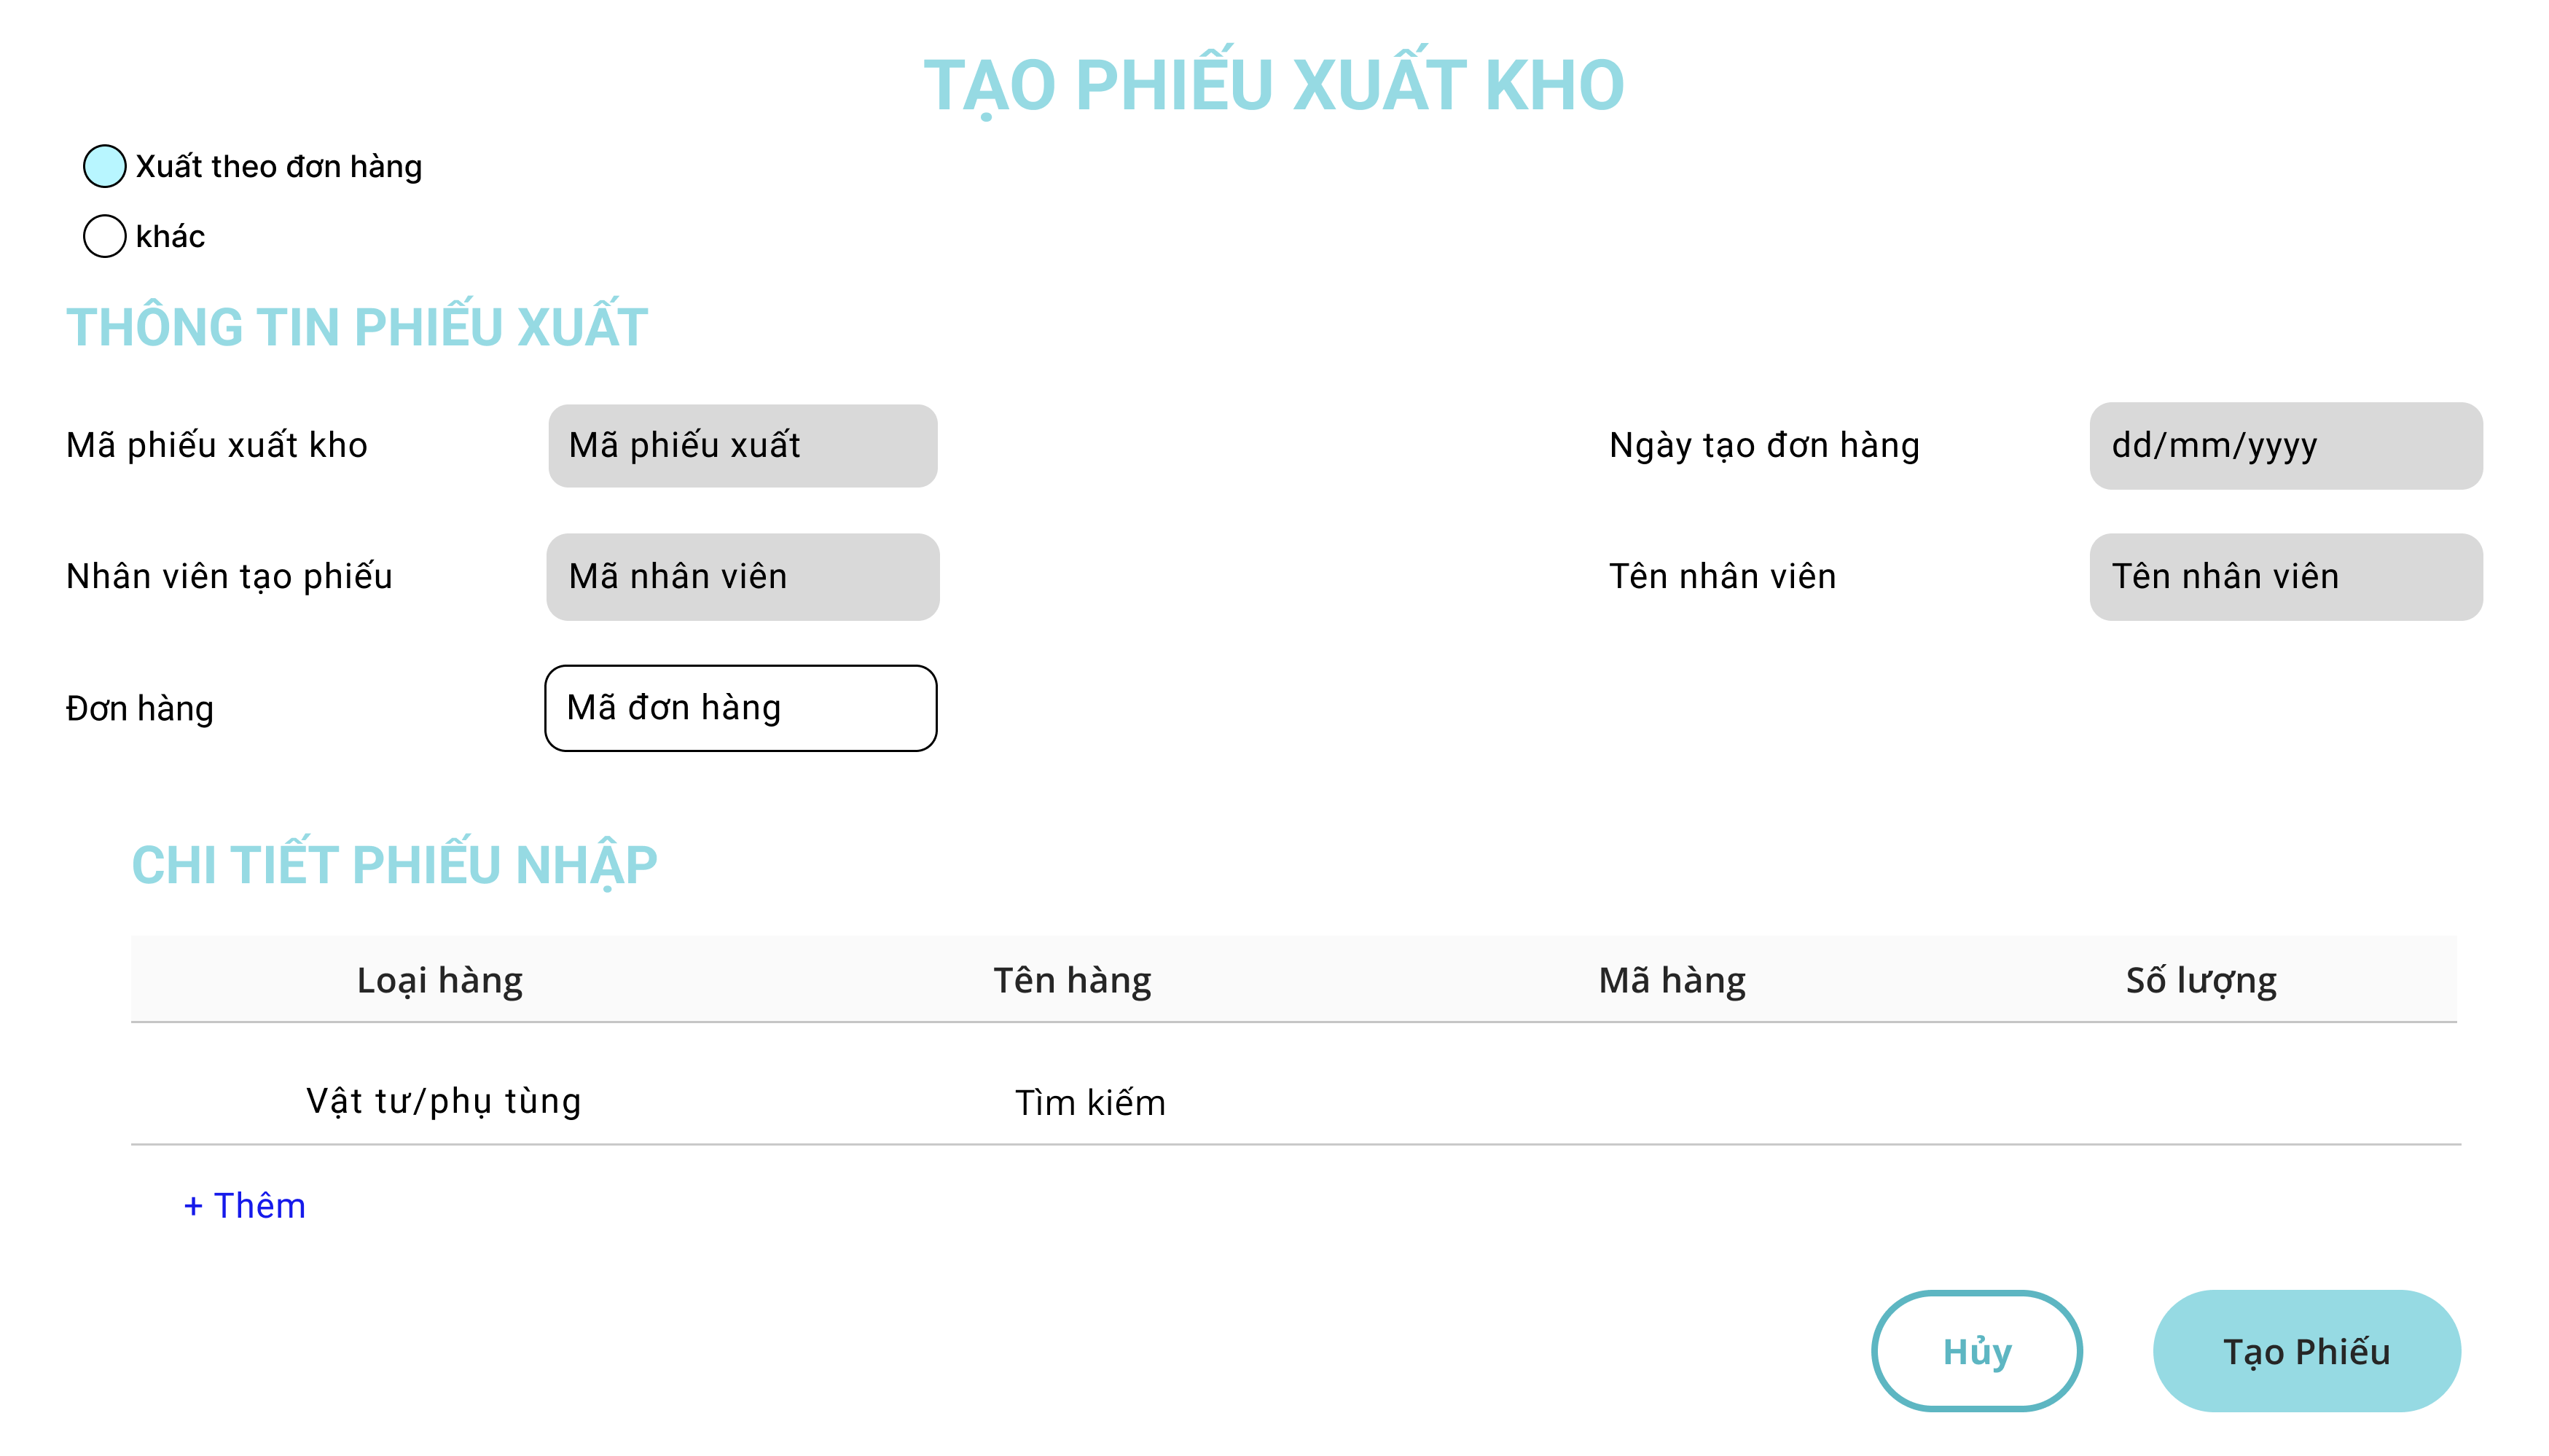 TẠO PHIẾU XUẤT KHO
Xuất theo đơn hàng
khác
THÔNG TIN PHIẾU XUẤT
Mã phiếu xuất kho Mã phiếu xuất Ngày tạo đơn hàng dd/mm/yyyy
Nhân viên tạo phiếu Mã nhân viên Tên nhân viên Tên nhân viên
Đơn hàng Mã đơn hàng
CHI TIẾT PHIẾU NHẬP
Loại hàng Tên hàng Mã hàng Số lượng
Vật tư/phụ tùng Tìm kiếm
+ Thêm
Hủy Tạo Phiếu